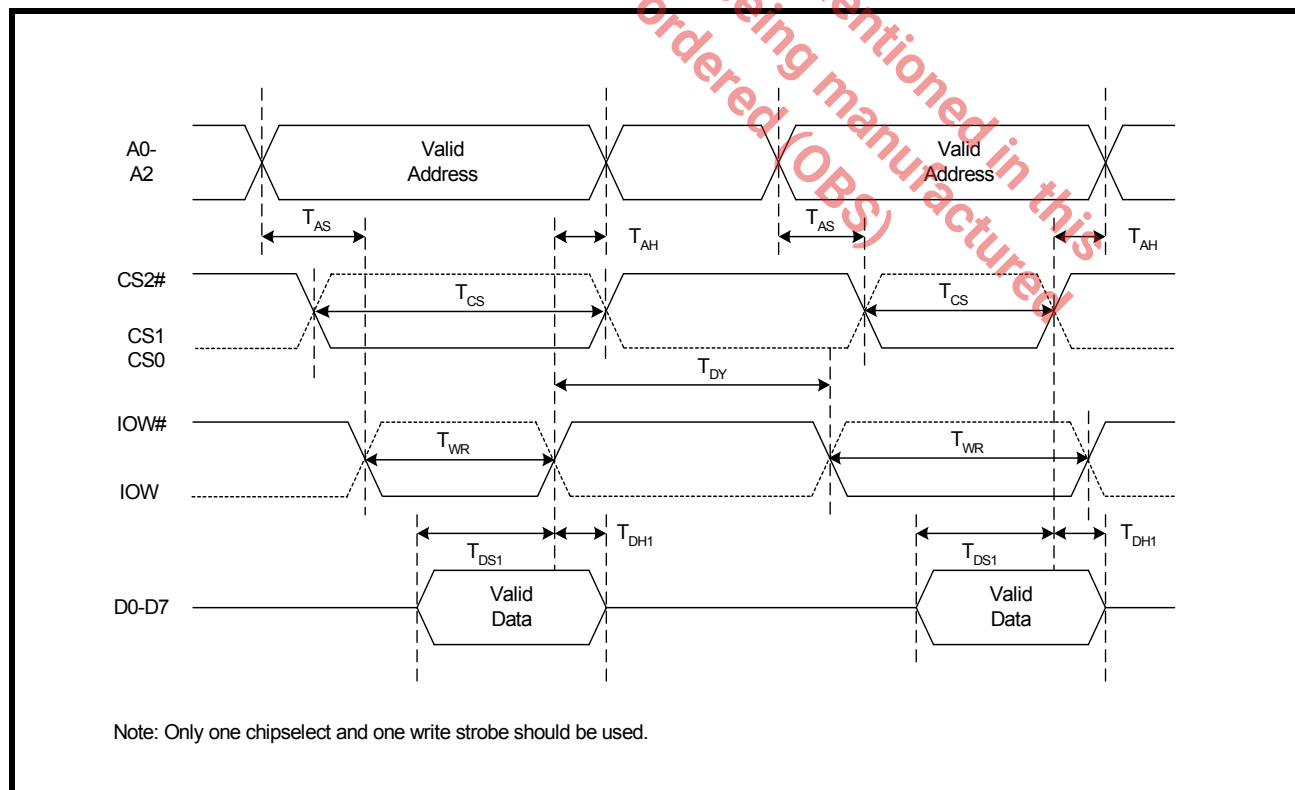 mentioned in this
being manufactured
ordered (OBS)
A0-
A2
Valid
Address
Valid
Address
TAS
TAH
TAS
TAH
CS2#
CS1
CS0
TCS
TCS
TDY
IOW#
IOW
TWR
TWR
TDS1
TDH1
TDS1
TDH1
D0-D7
Valid
Data
Valid
Data
Note: Only one chipselect and one write strobe should be used.